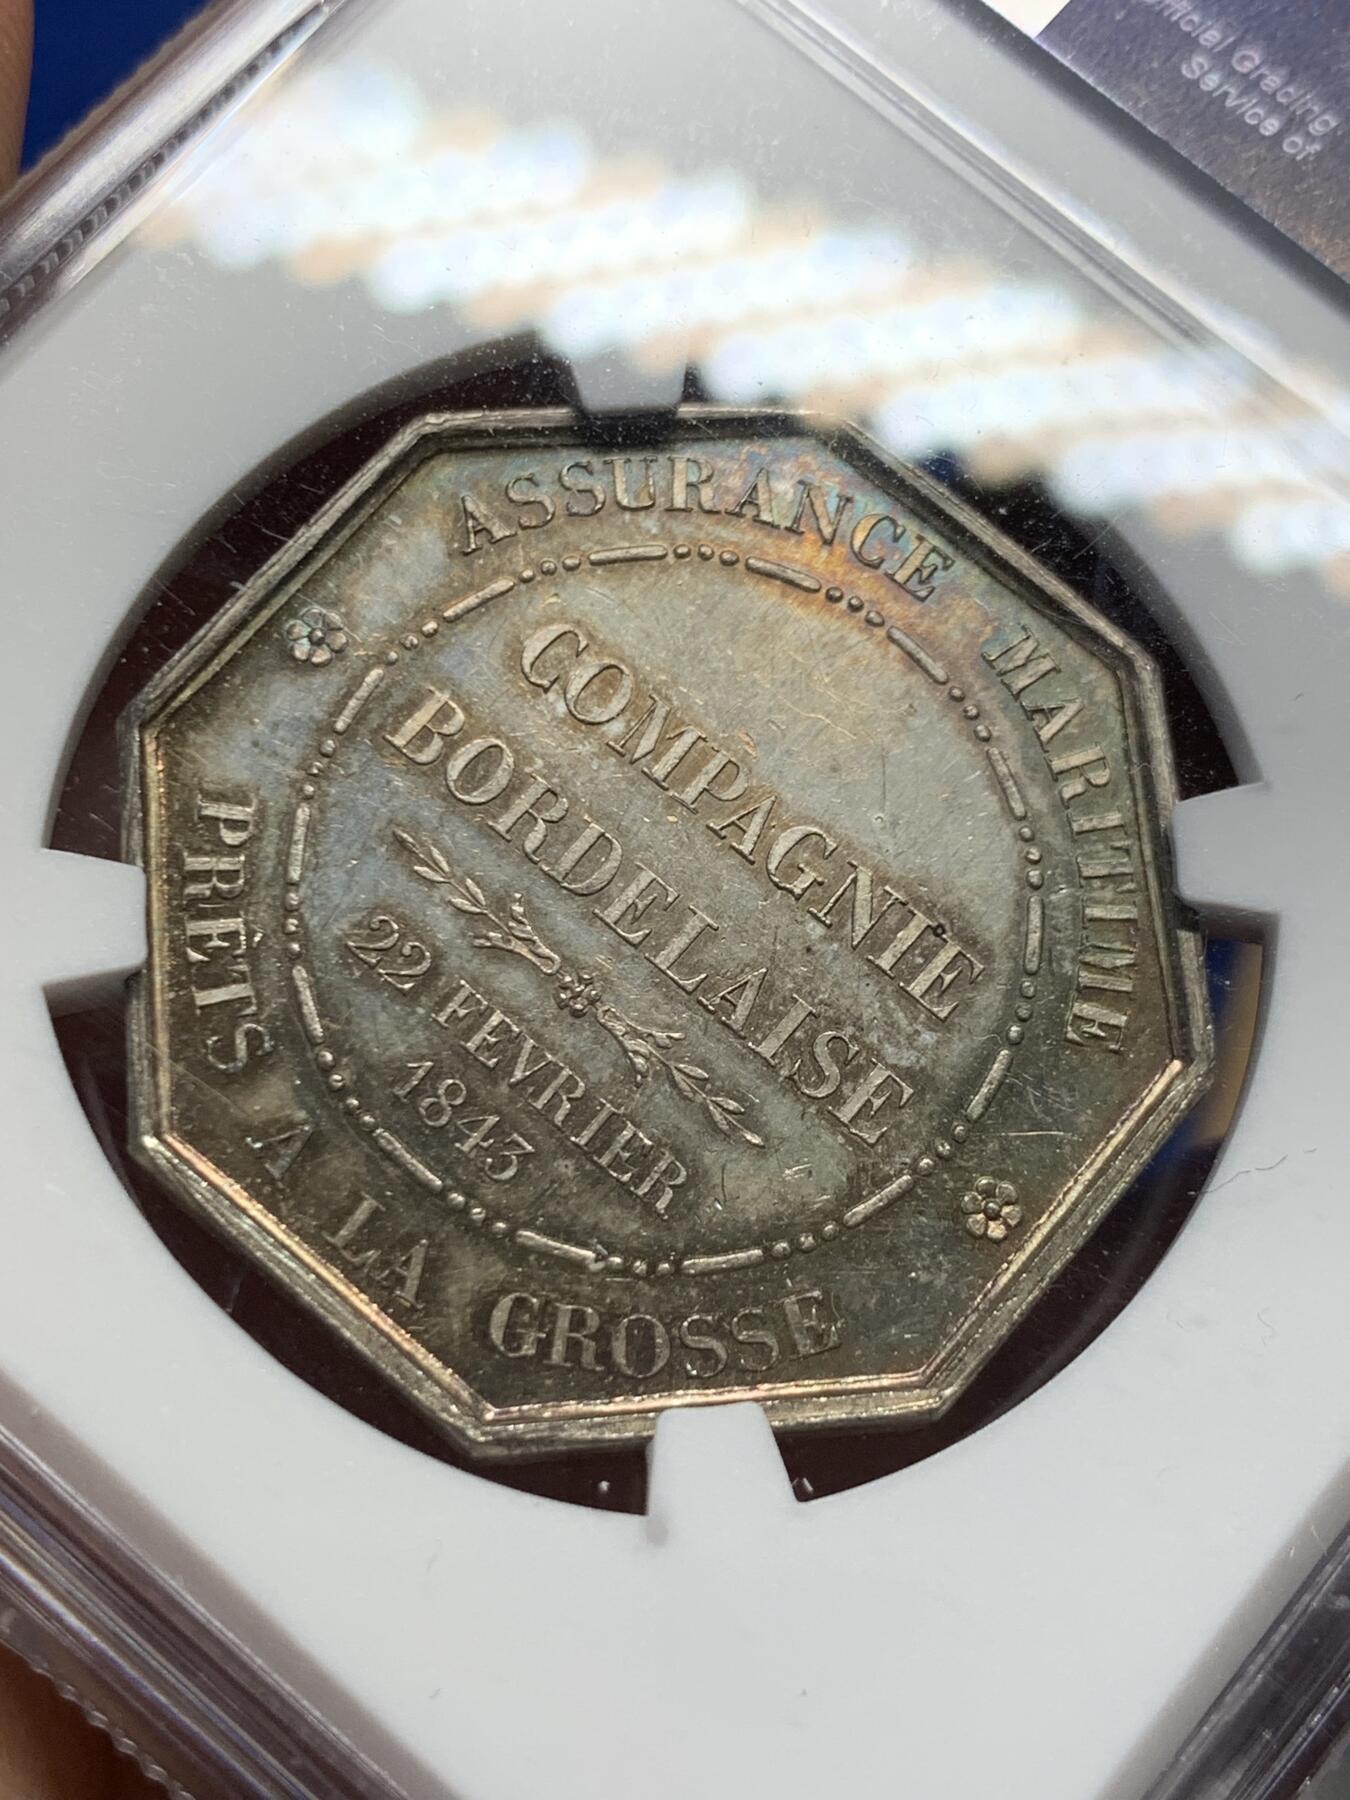 Official Grading
Service of
ASSURANCE MARITIME
COMPAGNIE
BORDELAISE
22 FEVRIER
1843
PRÊTS A LA GROSSE